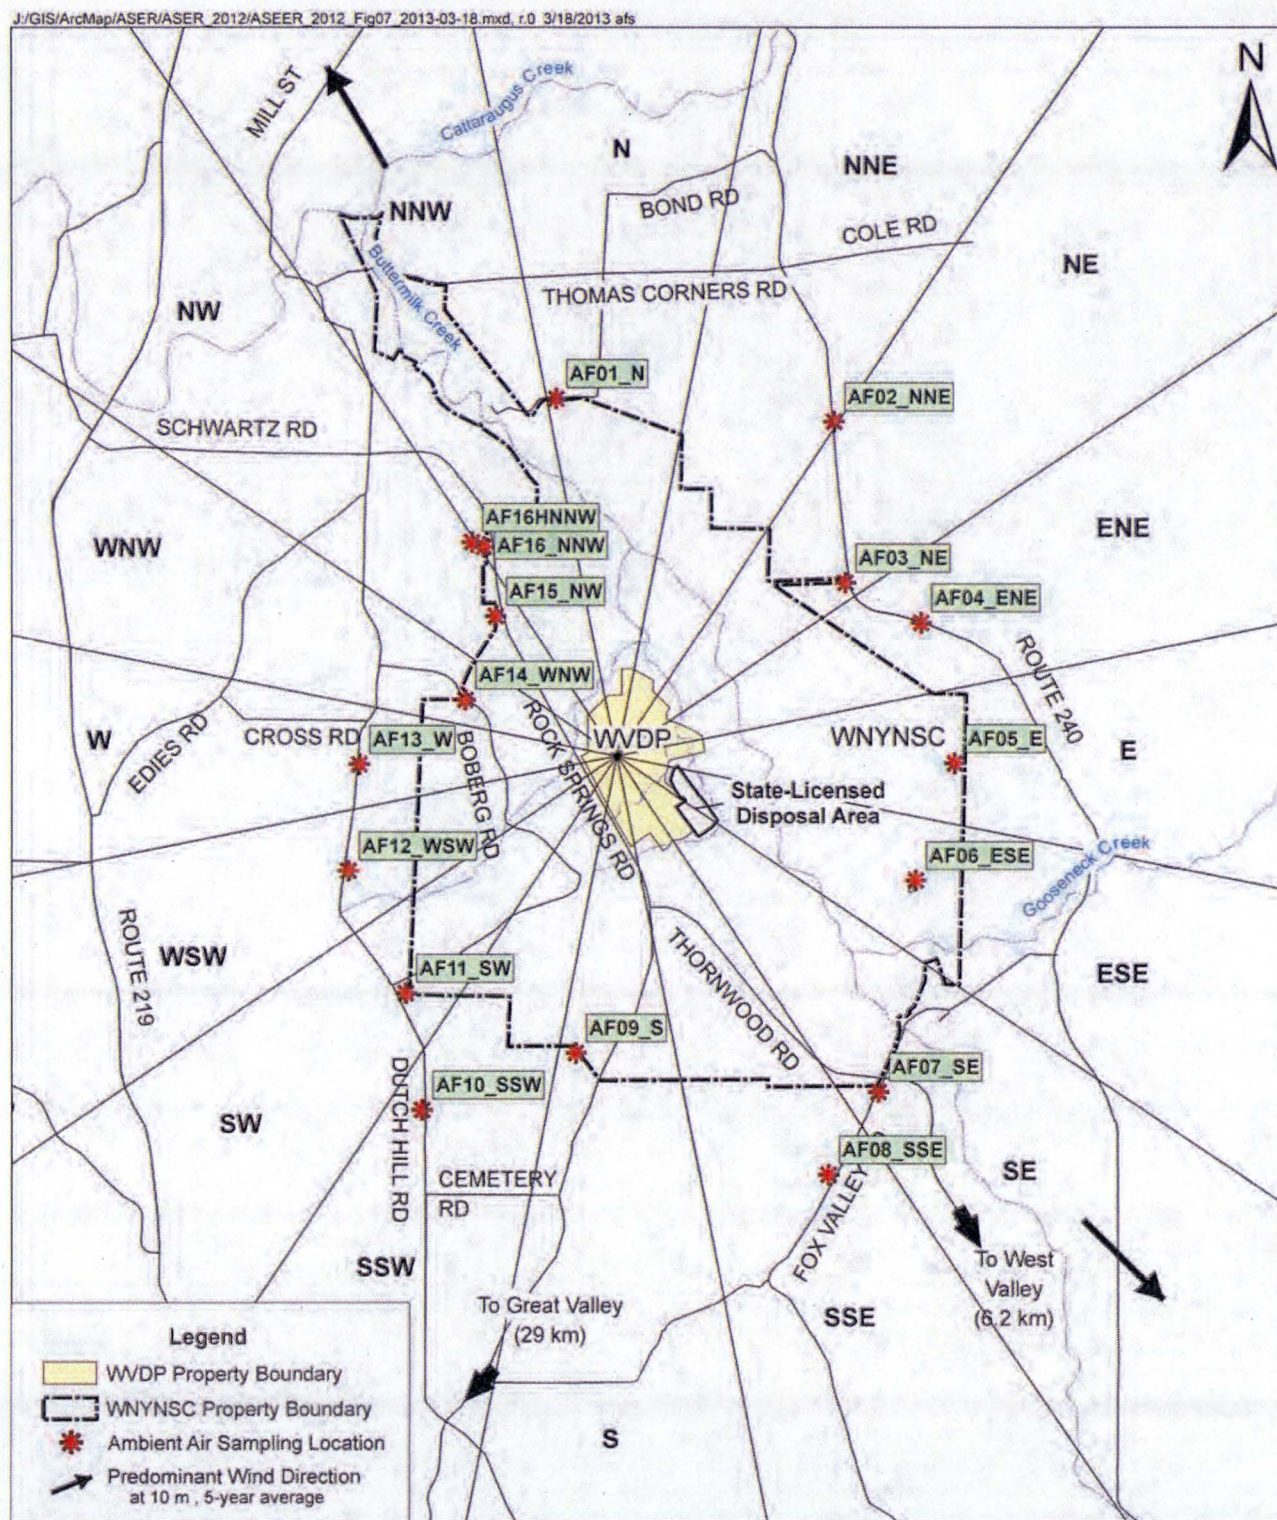 J:/GIS/ArcMap/ASER/ASER_2012/ASEER_2012_Fig07_2013-03-18.mxd, r.0 3/18/2013 afs
N
MILL ST
Cattaraugus Creek
N
NNE
NNW
BOND RD
COLE RD
NE
Buttermilk Creek
THOMAS CORNERS RD
NW
AF01_N
AF02_NNE
SCHWARTZ RD
AF16HNNW
ENE
WNW
AF16_NNW
AF03_NE
AF15_NW
AF04_ENE
ROUTE 240
AF14_WNW
EDIES RD
W
CROSS RD
AF13_W
BOBERG RD
ROCK SPRINGS RD
WVDP
WNYNSC
AF05_E
E
State-Licensed
Disposal Area
AF12_WSW
AF06_ESE
Gooseneck Creek
ROUTE 219
WSW
AF11_SW
THORNWOOD RD
ESE
AF09_S
DUTCH HILL RD
AF10_SSW
AF07_SE
SW
AF08_SSE
SE
CEMETERY
RD
FOX VALLEY
SSW
To West
Valley
(6.2 km)
To Great Valley
(29 km)
SSE
Legend
WVDP Property Boundary
WNYNSC Property Boundary
Ambient Air Sampling Location
Predominant Wind Direction
at 10 m , 5-year average
S